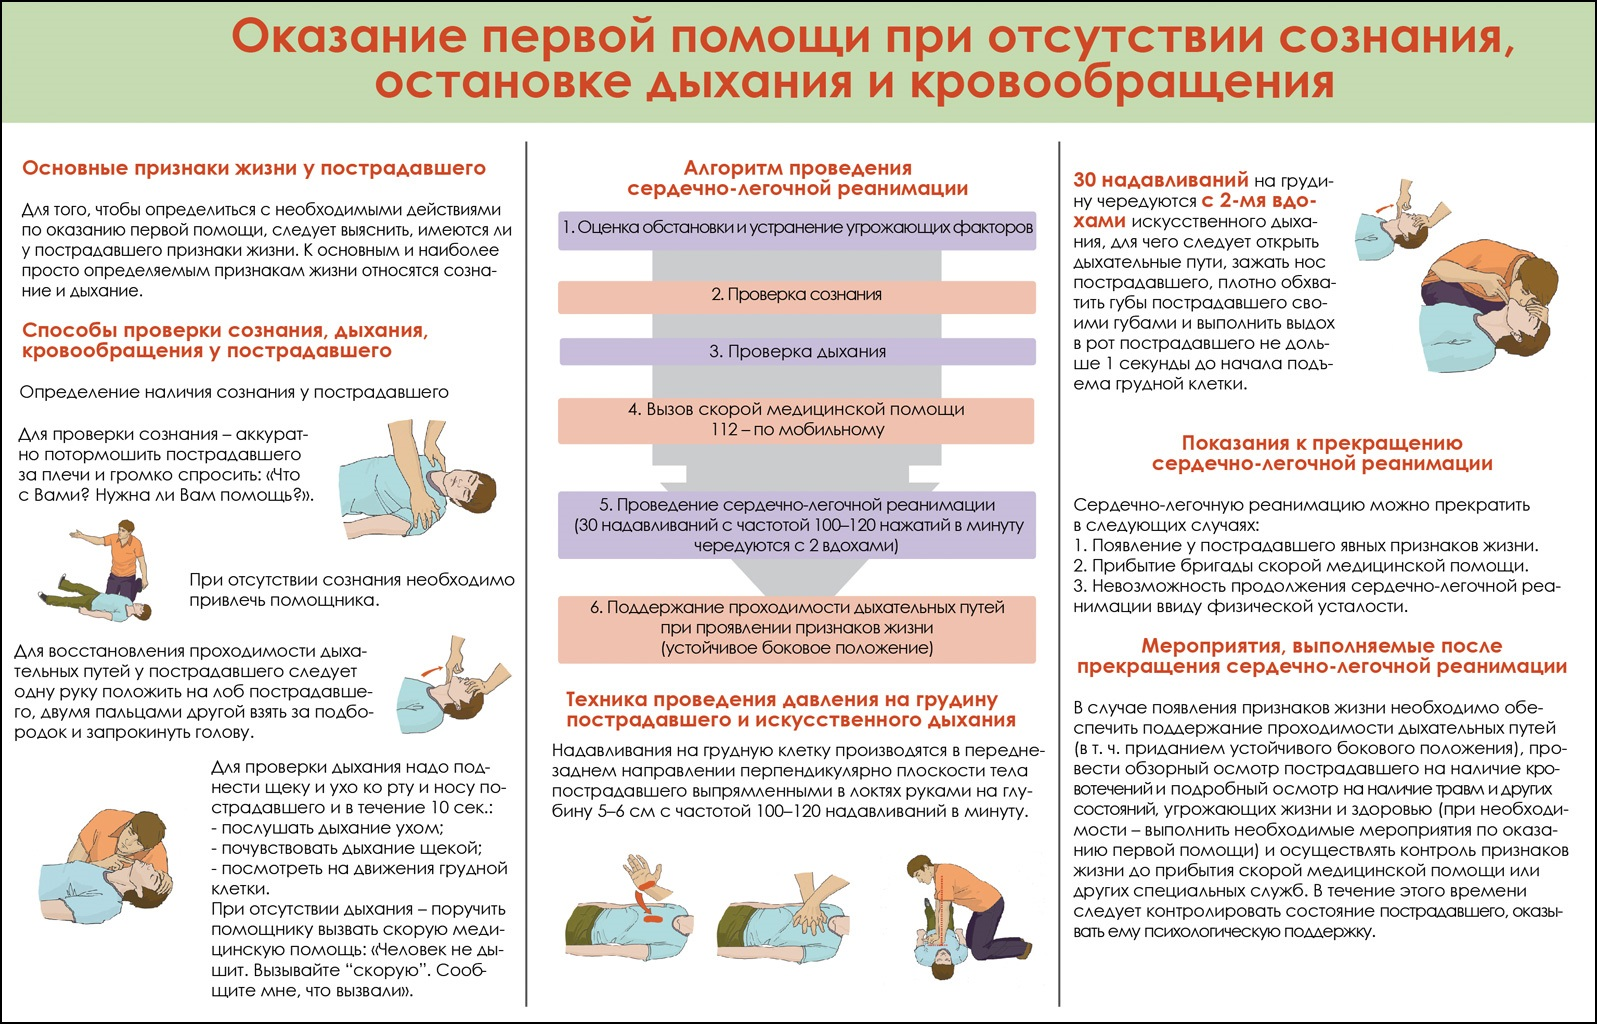 Оказание первой помощи при отсутствии сознания,
остановке дыхания и кровообращения
Основные признаки жизни у пострадавшего
Для того, чтобы определиться с необходимыми действиями
по оказанию первой помощи, следует выяснить, имеются ли
у пострадавшего признаки жизни. К основным и наиболее
просто определяемым признакам жизни относятся созна-
ние и дыхание.
Способы проверки сознания, дыхания,
кровообращения у пострадавшего
Определение наличия сознания у пострадавшего
Для проверки сознания – аккурат-
но потормошить пострадавшего
за плечи и громко спросить: «Что
с Вами? Нужна ли Вам помощь?».
При отсутствии сознания необходимо
привлечь помощника.
Для восстановления проходимости дыха-
тельных путей у пострадавшего следует
одну руку положить на лоб пострадавше-
го, двумя пальцами другой взять за подбо-
родок и запрокинуть голову.
Для проверки дыхания надо под-
нести щеку и ухо ко рту и носу по-
страдавшего и в течение 10 сек.:
- послушать дыхание ухом;
- почувствовать дыхание щекой;
- посмотреть на движения грудной
клетки.
При отсутствии дыхания – поручить
помощнику вызвать скорую меди-
цинскую помощь: «Человек не ды-
шит. Вызывайте “скорую”. Сооб-
щите мне, что вызвали».
Алгоритм проведения
сердечно-легочной реанимации
1. Оценка обстановки и устранение угрожающих факторов
2. Проверка сознания
3. Проверка дыхания
4. Вызов скорой медицинской помощи
112 – по мобильному
5. Проведение сердечно-легочной реанимации
(30 надавливаний с частотой 100–120 нажатий в минуту
чередуются с 2 вдохами)
6. Поддержание проходимости дыхательных путей
при проявлении признаков жизни
(устойчивое боковое положение)
Техника проведения давления на грудину
пострадавшего и искусственного дыхания
Надавливания на грудную клетку производятся в передне-
заднем направлении перпендикулярно плоскости тела
пострадавшего выпрямленными в локтях руками на глу-
бину 5–6 см с частотой 100–120 надавливаний в минуту.
30 надавливаний на груди-
ну чередуются с 2-мя вдо-
хами искусственного дыха-
ния, для чего следует открыть
дыхательные пути, зажать нос
пострадавшего, плотно обхва-
тить губы пострадавшего сво-
ими губами и выполнить выдох
в рот пострадавшего не доль-
ше 1 секунды до начала подъ-
ема грудной клетки.
Показания к прекращению
сердечно-легочной реанимации
Сердечно-легочную реанимацию можно прекратить
в следующих случаях:
1. Появление у пострадавшего явных признаков жизни.
2. Прибытие бригады скорой медицинской помощи.
3. Невозможность продолжения сердечно-легочной реа-
нимации ввиду физической усталости.
Мероприятия, выполняемые после
прекращения сердечно-легочной реанимации
В случае появления признаков жизни необходимо обе-
спечить поддержание проходимости дыхательных путей
(в т. ч. приданием устойчивого бокового положения), про-
вести обзорный осмотр пострадавшего на наличие кро-
вотечений и подробный осмотр на наличие травм и других
состояний, угрожающих жизни и здоровью (при необходи-
мости – выполнить необходимые мероприятия по оказа-
нию первой помощи) и осуществлять контроль признаков
жизни до прибытия скорой медицинской помощи или
других специальных служб. В течение этого времени
следует контролировать состояние пострадавшего, оказы-
вать ему психологическую поддержку.